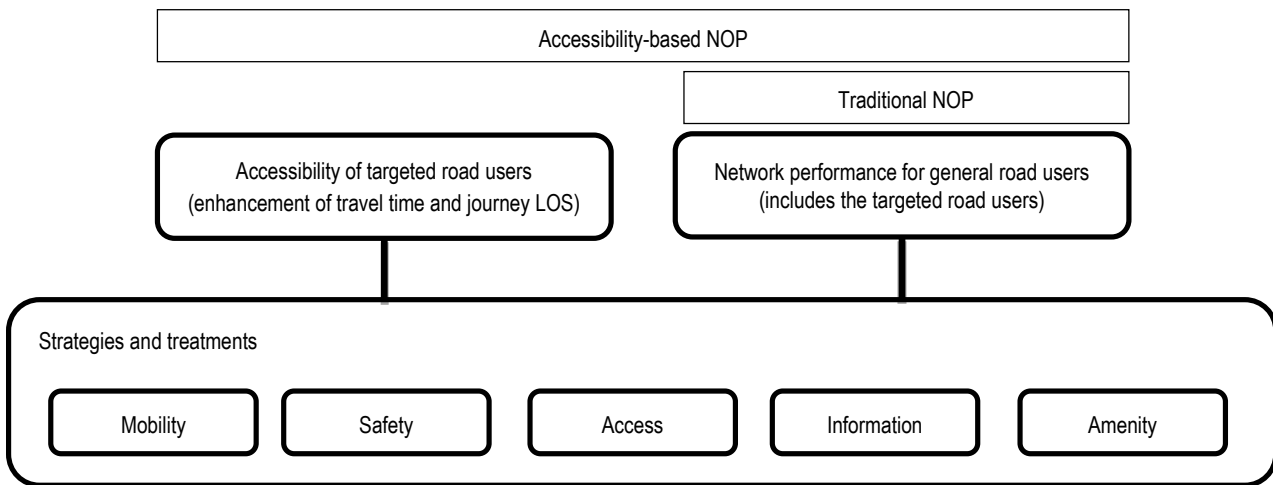 Accessibility-based NOP
Traditional NOP
Accessibility of targeted road users
(enhancement of travel time and journey LOS)
Network performance for general road users
(includes the targeted road users)
Strategies and treatments
Mobility
Safety
Access
Information
Amenity